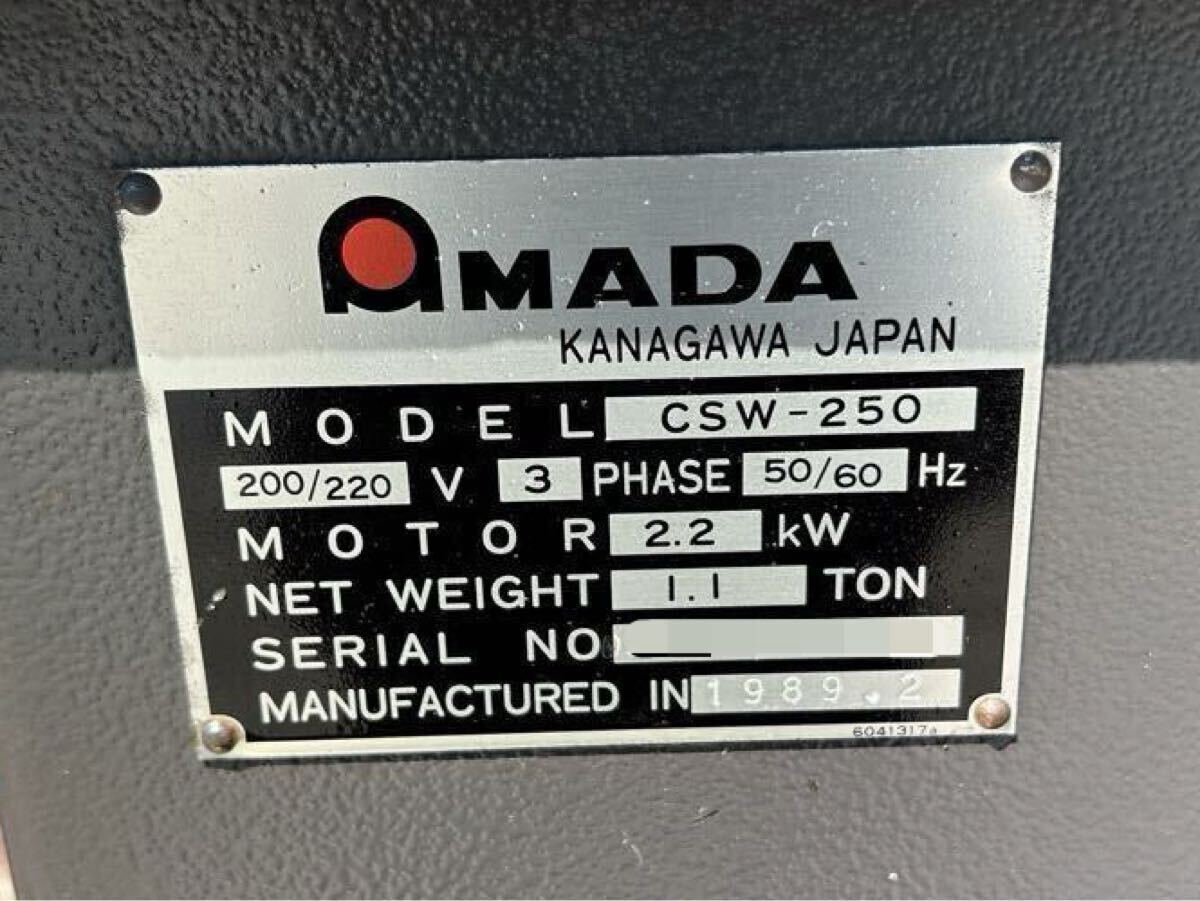 AMADA
KANAGAWA JAPAN
MODEL CSW-250
200/220 V 3 PHASE 50/60 Hz
MOTOR 2.2 kW
NET WEIGHT 1.1 TON
SERIAL NO
MANUFACTURED IN 1989.2
6041317a